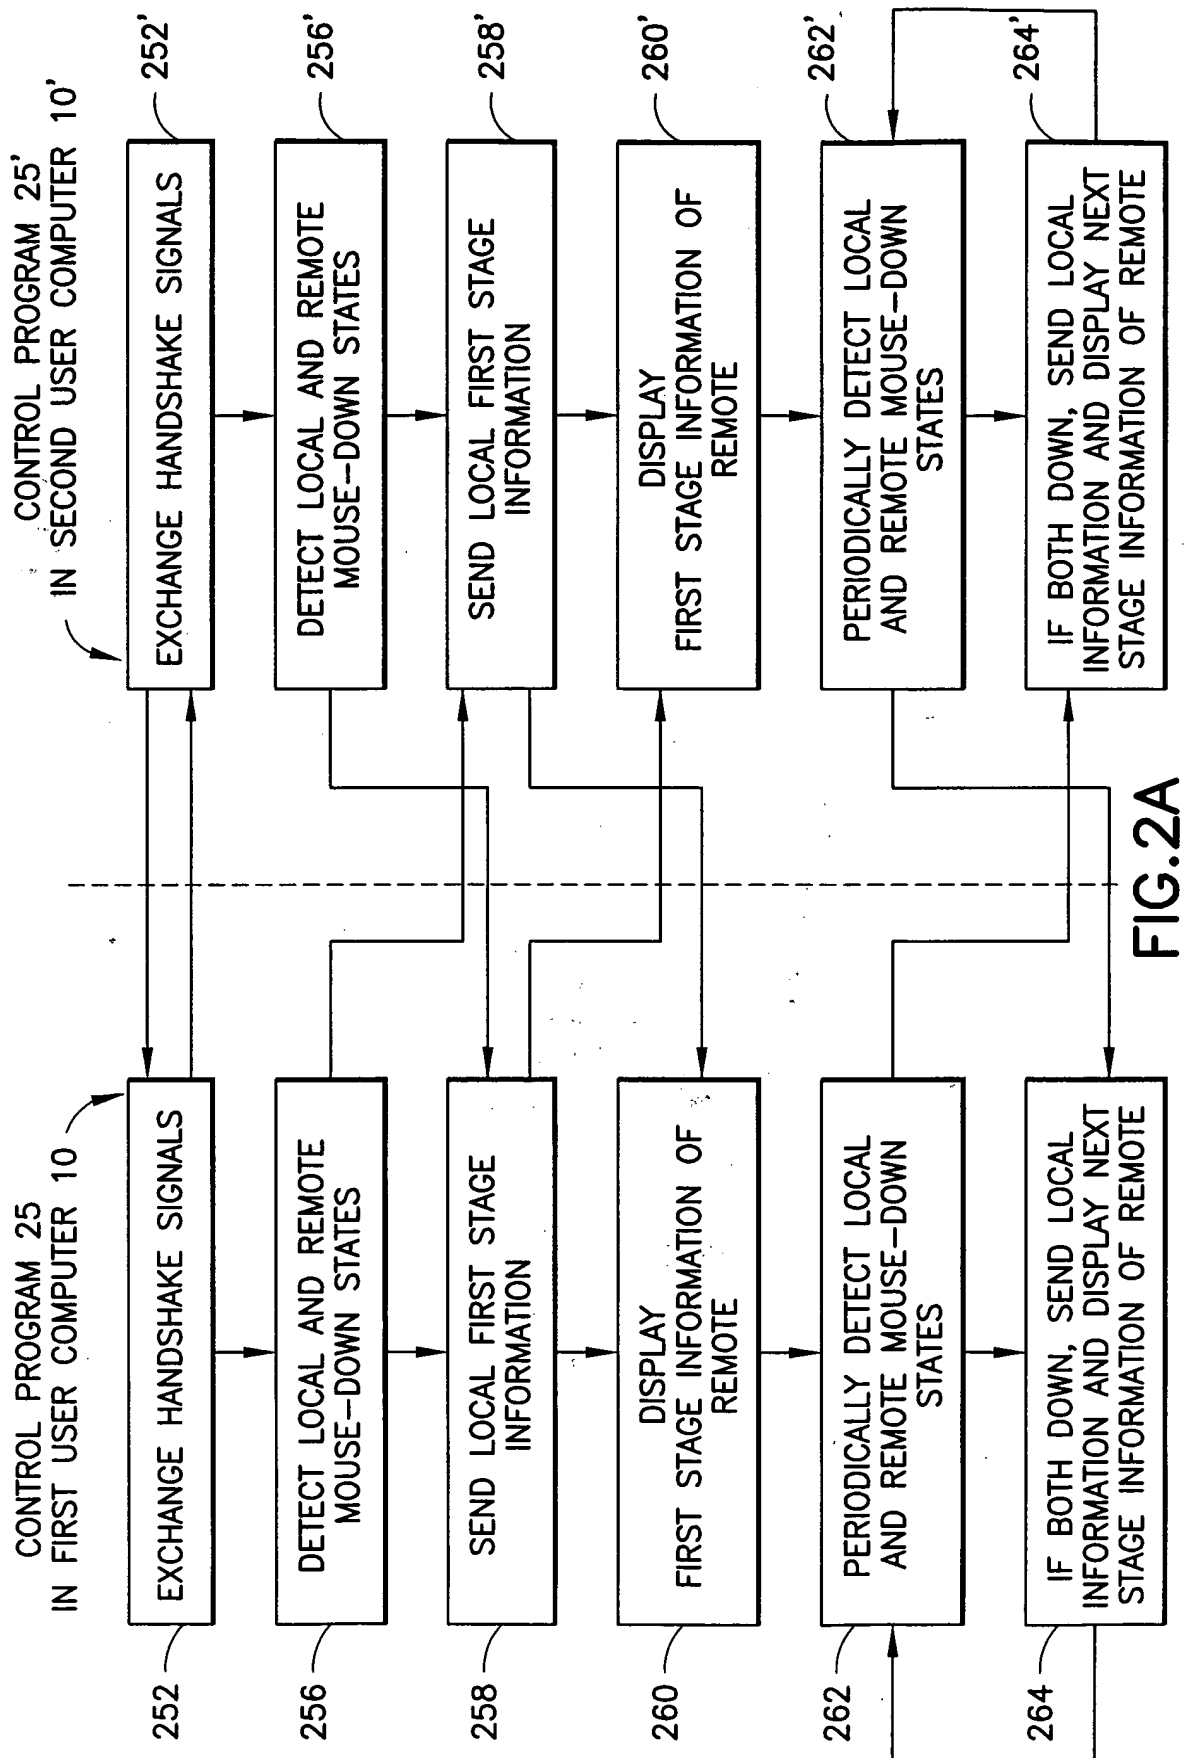 CONTROL PROGRAM 25
IN FIRST USER COMPUTER 10
252
EXCHANGE HANDSHAKE SIGNALS
256
DETECT LOCAL AND REMOTE
MOUSE-DOWN STATES
258
SEND LOCAL FIRST STAGE
INFORMATION
260
DISPLAY
FIRST STAGE INFORMATION OF
REMOTE
262
PERIODICALLY DETECT LOCAL
AND REMOTE MOUSE-DOWN
STATES
264
IF BOTH DOWN, SEND LOCAL
INFORMATION AND DISPLAY NEXT
STAGE INFORMATION OF REMOTE
CONTROL PROGRAM 25'
IN SECOND USER COMPUTER 10'
EXCHANGE HANDSHAKE SIGNALS
252'
DETECT LOCAL AND REMOTE
MOUSE-DOWN STATES
256'
SEND LOCAL FIRST STAGE
INFORMATION
258'
DISPLAY
FIRST STAGE INFORMATION OF
REMOTE
260'
PERIODICALLY DETECT LOCAL
AND REMOTE MOUSE-DOWN
STATES
262'
IF BOTH DOWN, SEND LOCAL
INFORMATION AND DISPLAY NEXT
STAGE INFORMATION OF REMOTE
264'
FIG.2A